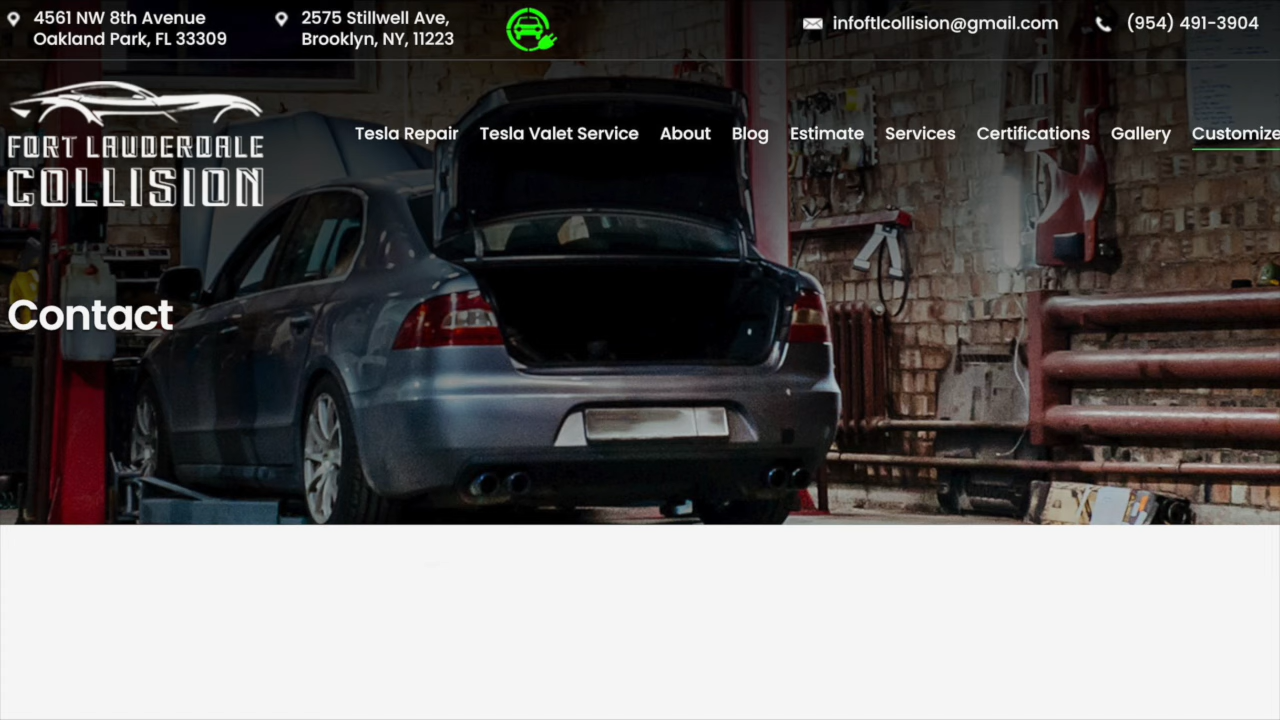 4561 NW 8th Avenue
Oakland Park, FL 33309
2575 Stillwell Ave,
Brooklyn, NY, 11223
infoftlcollision@gmail.com
(954) 491-3904
FORT LAUDERDALE
COLLISION
Tesla Repair
Tesla Valet Service
About
Blog
Estimate
Services
Certifications
Gallery
Customize
Contact